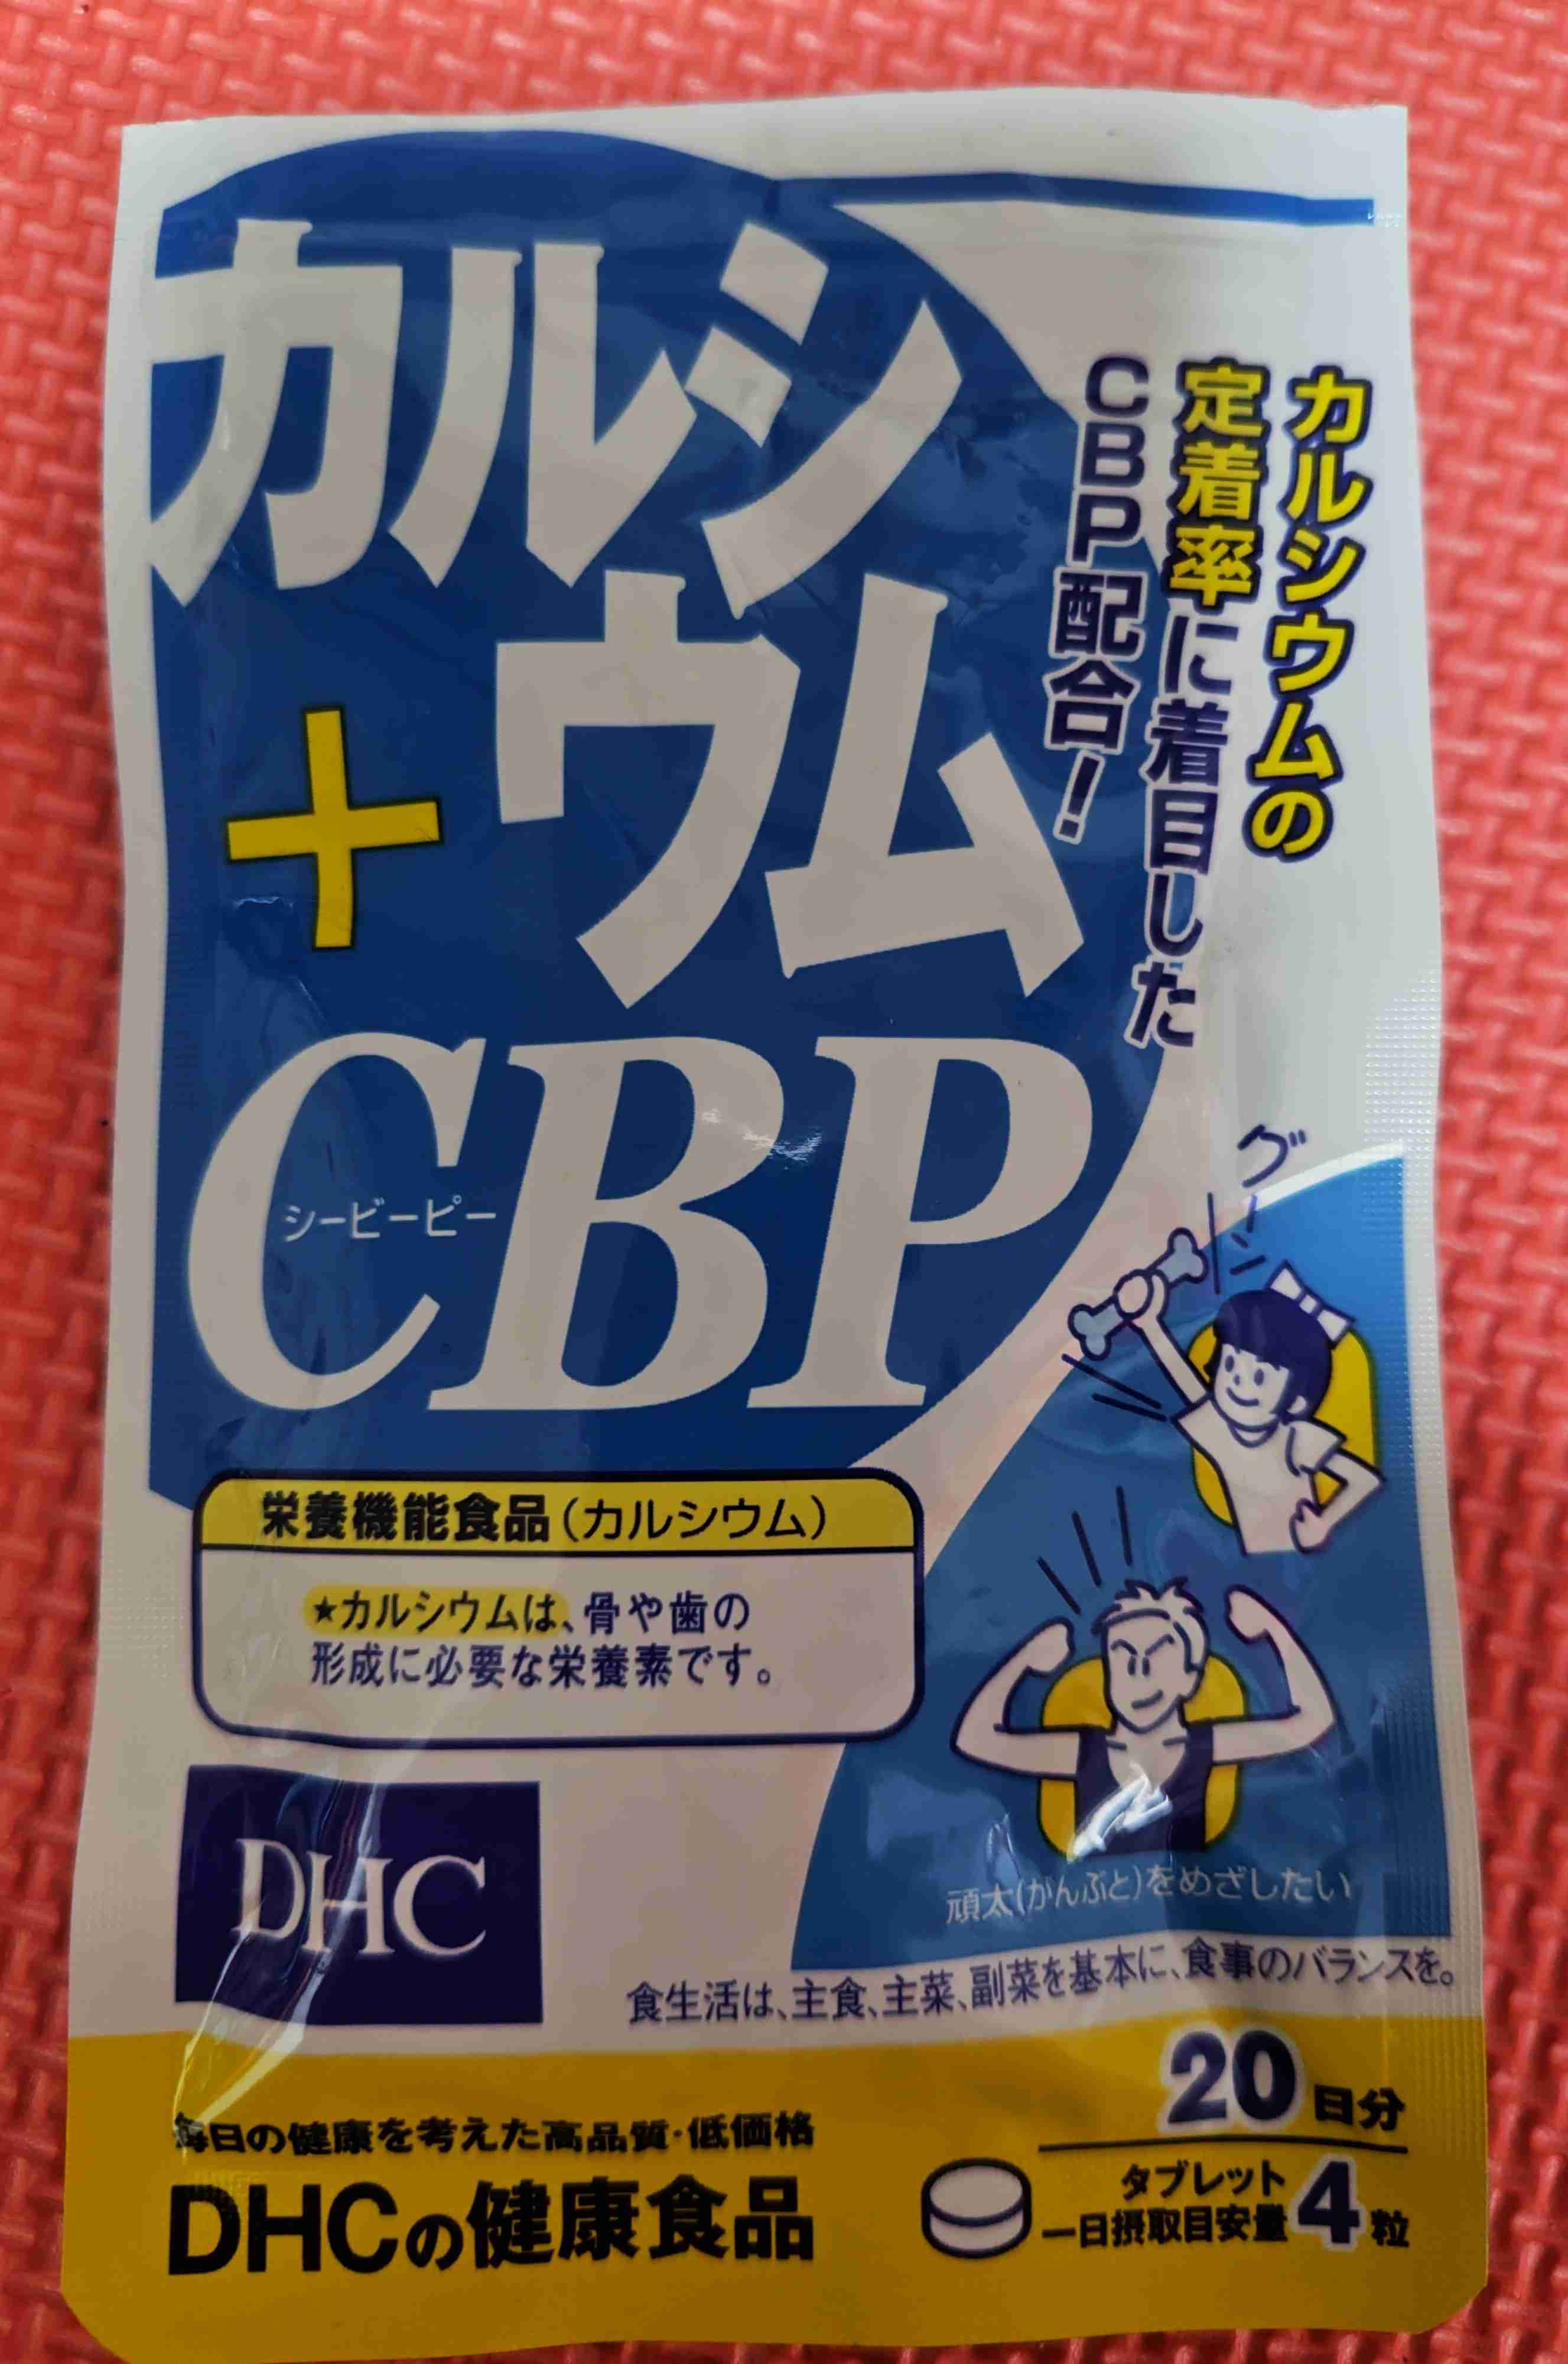 カルシ
ウム
＋
CBP
シービーピー
カルシウムの
定着率に着目した
CBP配合！
グーン
栄養機能食品（カルシウム）
★カルシウムは、骨や歯の
形成に必要な栄養素です。
DHC
頑太(がんぶと)をめざしたい
食生活は、主食、主菜、副菜を基本に、食事のバランスを。
毎日の健康を考えた高品質・低価格
DHCの健康食品
20日分
タブレット
一日摂取目安量4粒